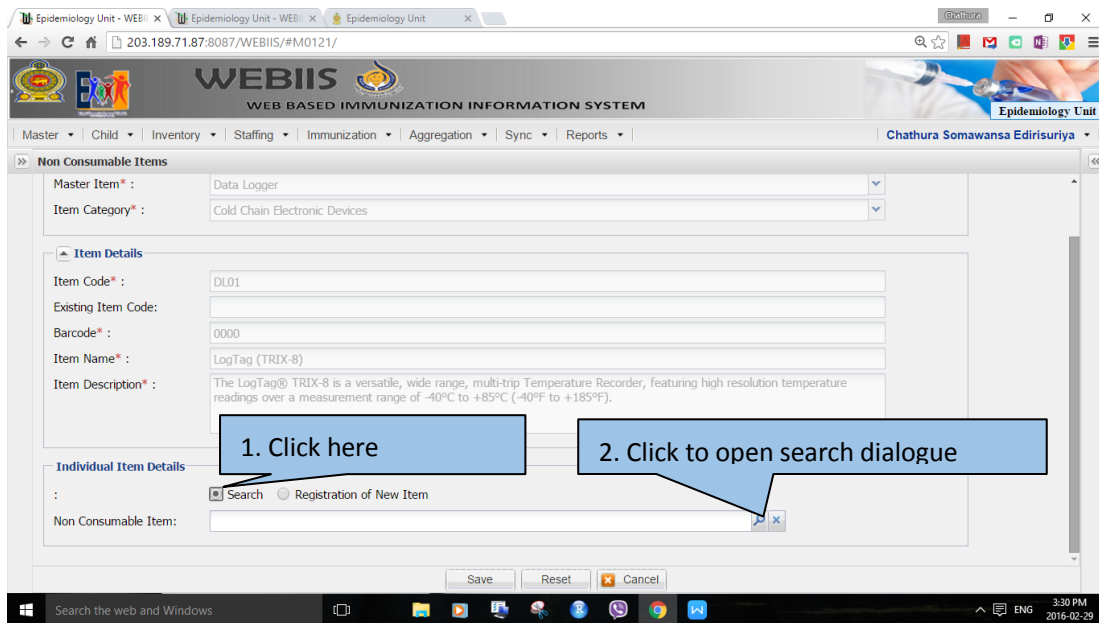 Epidemiology Unit - WEBII
Epidemiology Unit - WEBII
Epidemiology Unit
Chathura
203.189.71.87:8087/WEBIIS/#M0121/
WEBIIS
WEB BASED IMMUNIZATION INFORMATION SYSTEM
Epidemiology Unit
Master Child Inventory Staffing Immunization Aggregation Sync Reports Chathura Somawansa Edirisuriya
Non Consumable Items
Master Item* : Data Logger
Item Category* : Cold Chain Electronic Devices
Item Details
Item Code* : DL01
Existing Item Code:
Barcode* : 0000
Item Name* : LogTag (TRIX-8)
Item Description* : The LogTag® TRIX-8 is a versatile, wide range, multi-trip Temperature Recorder, featuring high resolution temperature
readings over a measurement range of -40°C to +85°C (-40°F to +185°F).
1. Click here
2. Click to open search dialogue
Individual Item Details
: Search Registration of New Item
Non Consumable Item:
Save Reset Cancel
Search the web and Windows
ENG
3:30 PM
2016-02-29